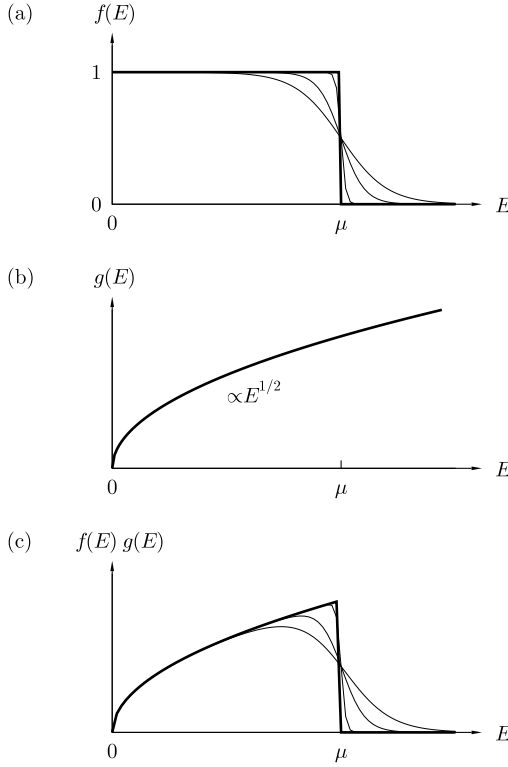 (a) f(E)
1
0
0 μ E
(b) g(E)
∝E^{1/2}
0 μ E
(c) f(E) g(E)
0 μ E